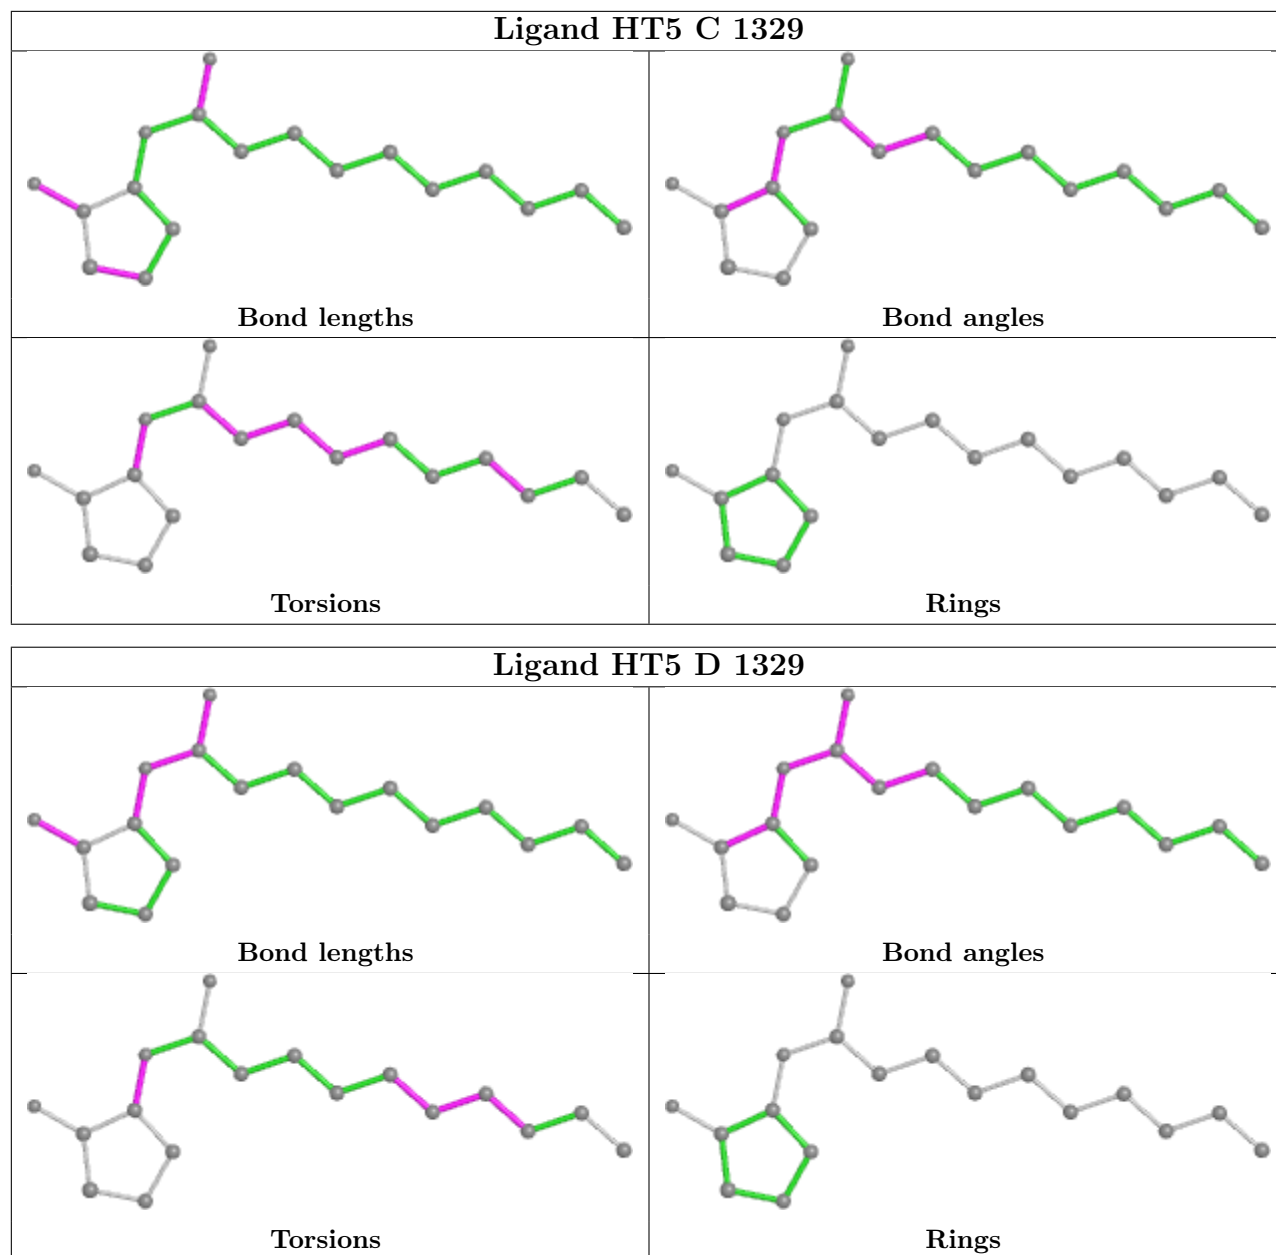 Ligand HT5 C 1329
Bond lengths
Bond angles
Torsions
Rings
Ligand HT5 D 1329
Bond lengths
Bond angles
Torsions
Rings